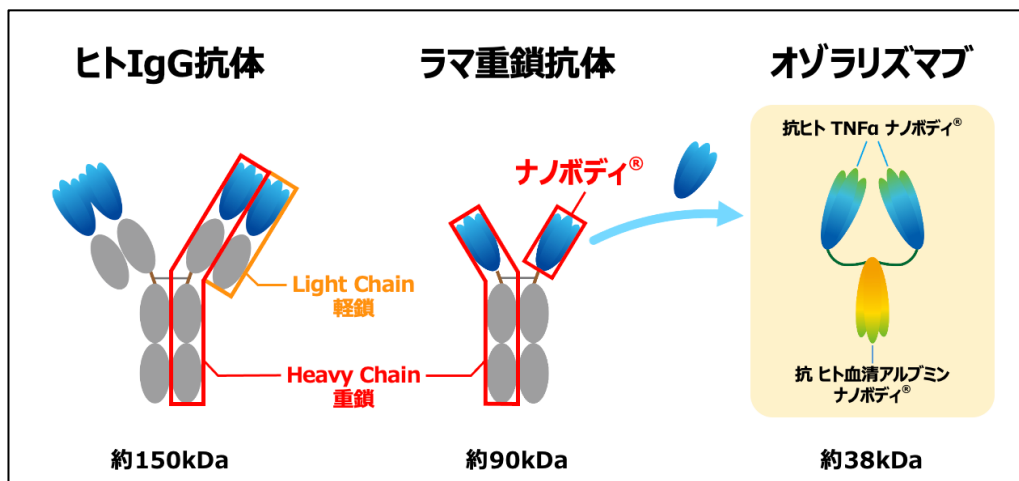 ヒトIgG抗体
ラマ重鎖抗体
オゾラリズマブ
抗ヒト TNFα ナノボディ®
ナノボディ®
Light Chain
軽鎖
Heavy Chain
重鎖
抗 ヒト血清アルブミン
ナノボディ®
約150kDa
約90kDa
約38kDa